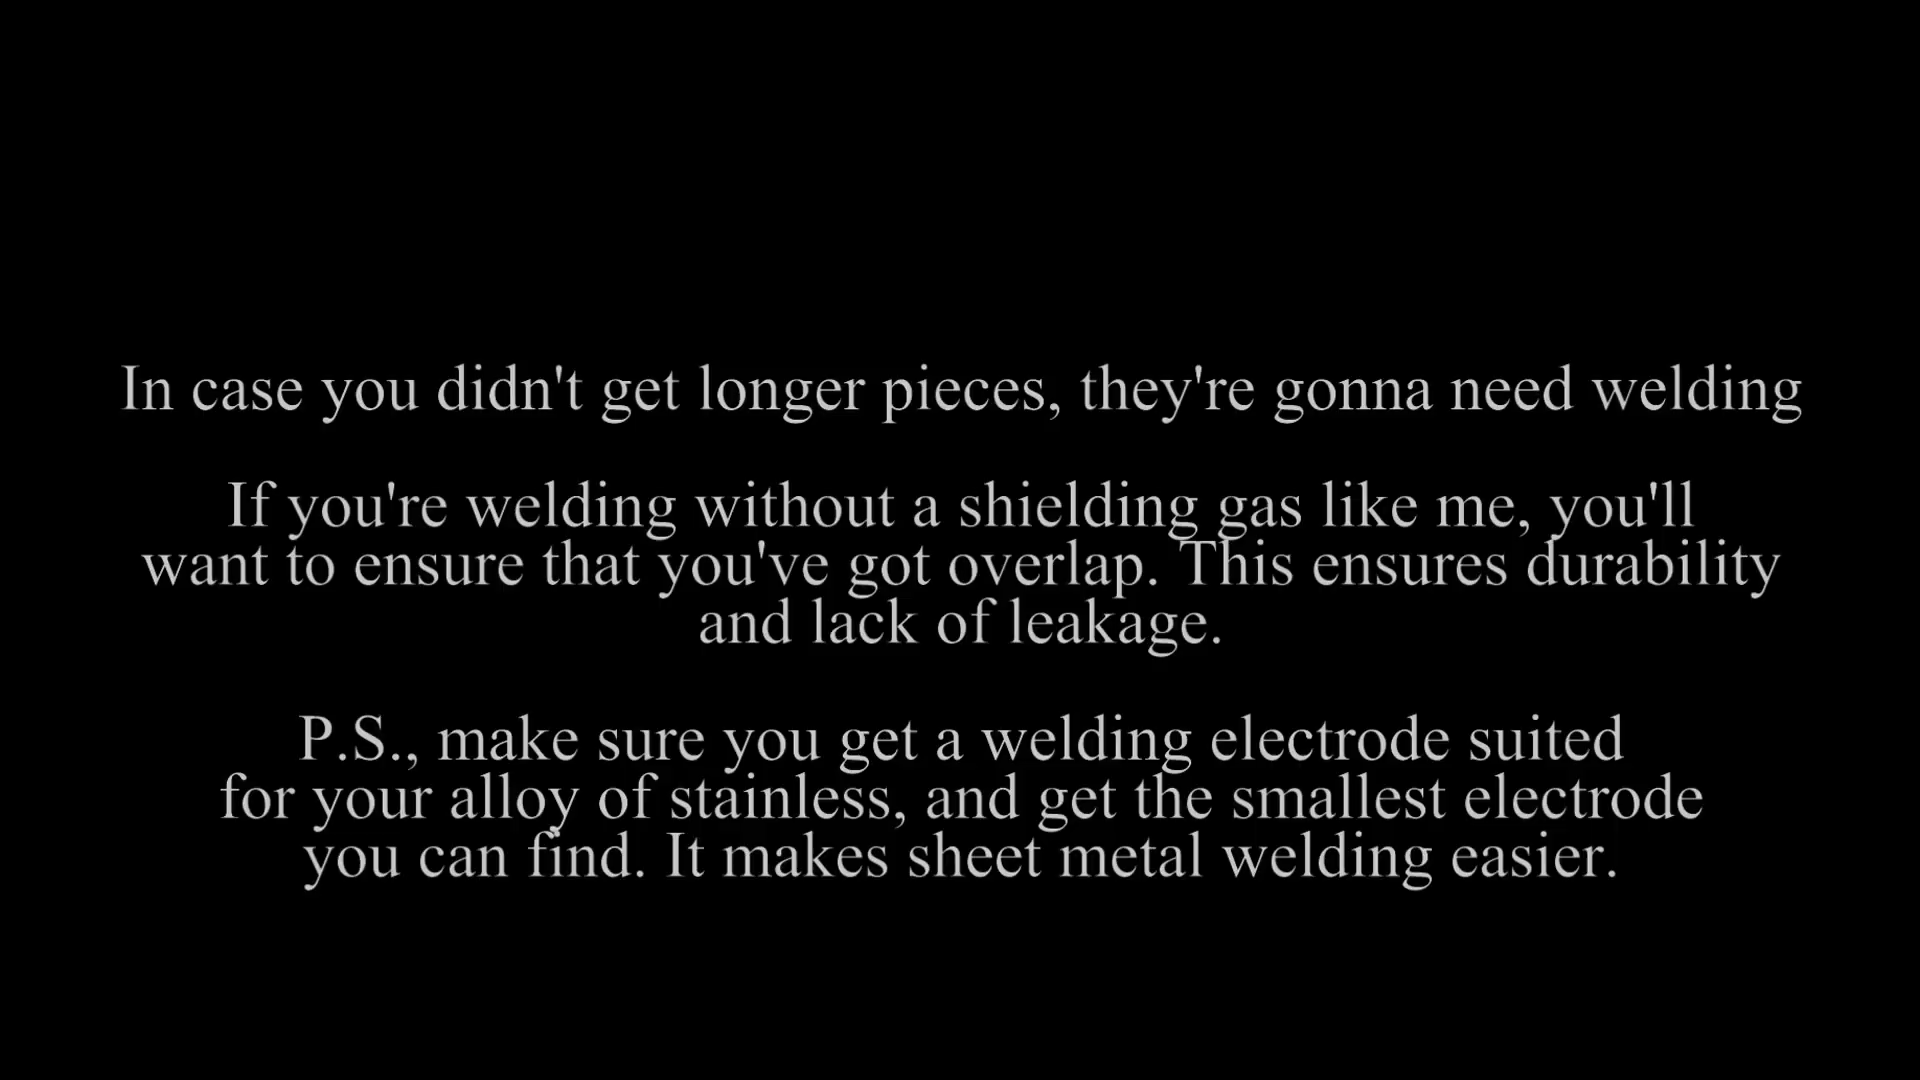 In case you didn't get longer pieces, they're gonna need welding
If you're welding without a shielding gas like me, you'll
want to ensure that you've got overlap. This ensures durability
and lack of leakage.
P.S., make sure you get a welding electrode suited
for your alloy of stainless, and get the smallest electrode
you can find. It makes sheet metal welding easier.